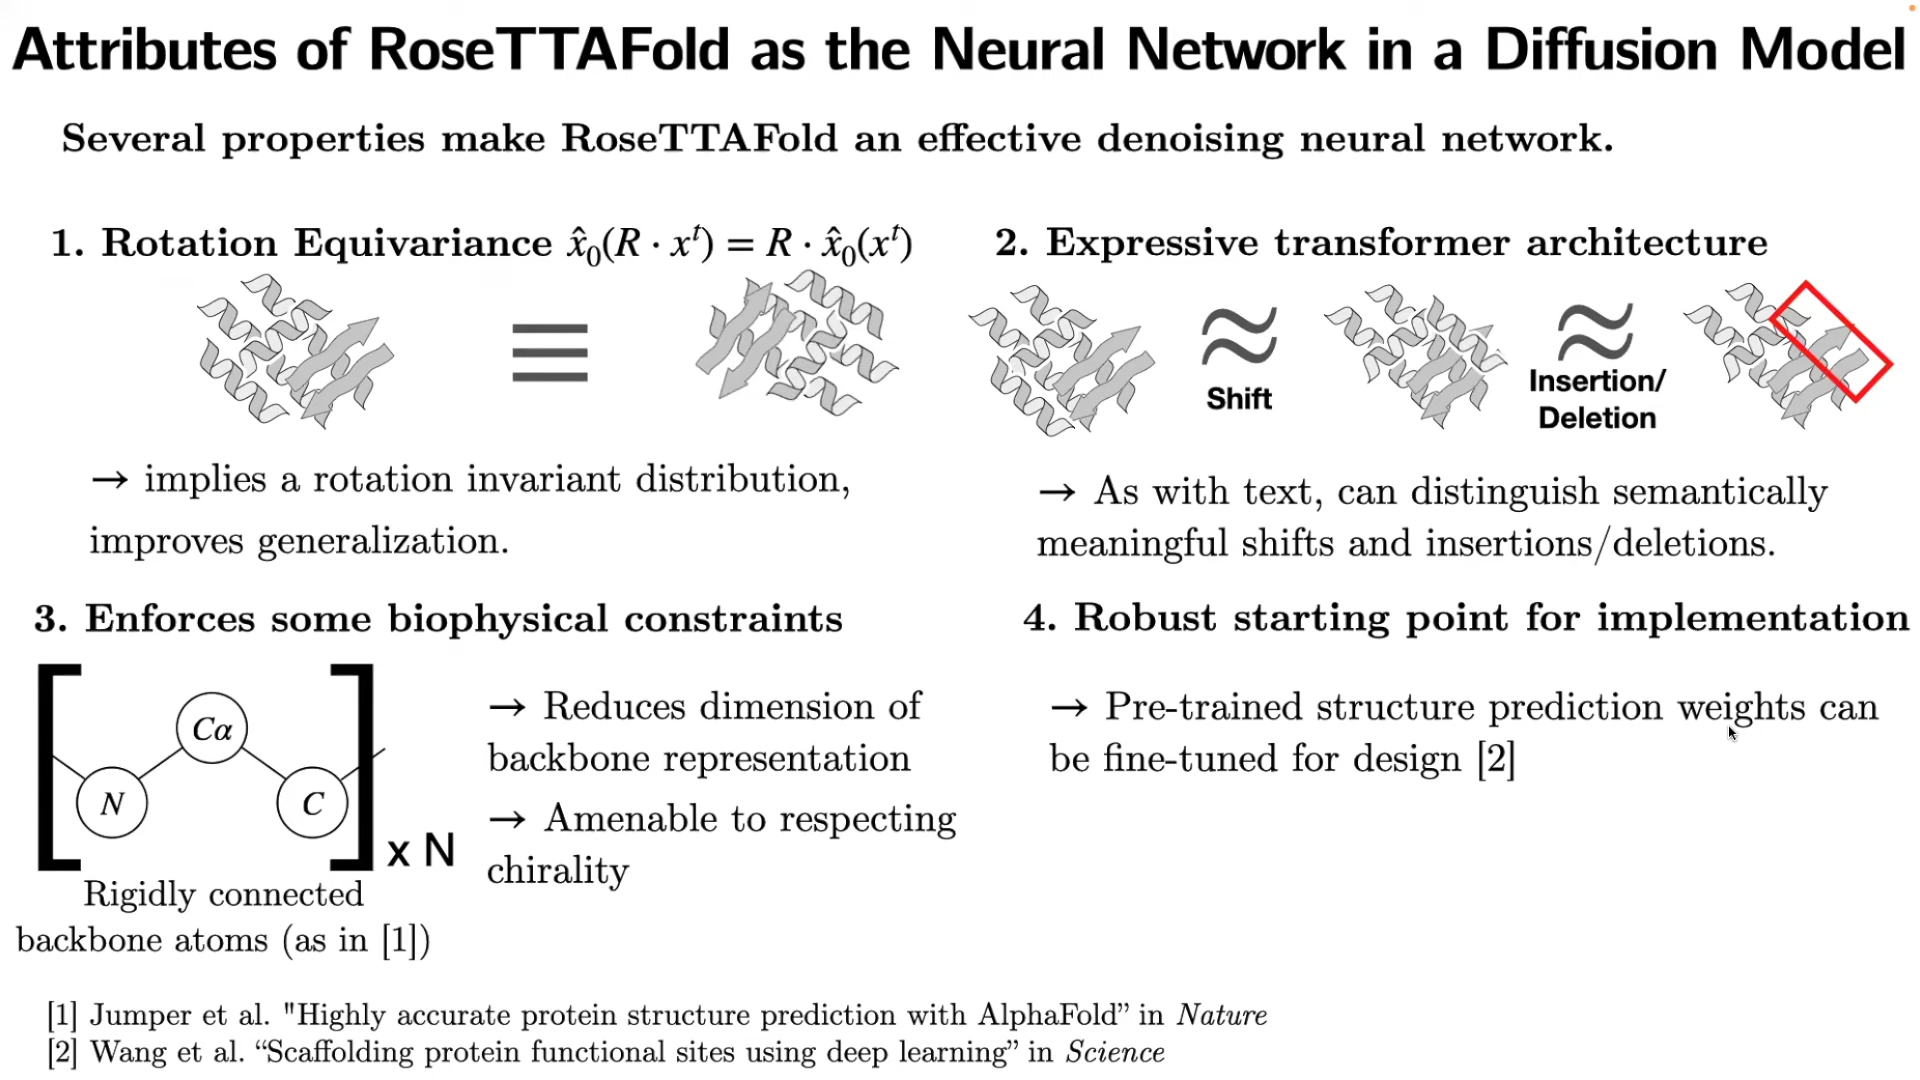 Attributes of RoseTTAFold as the Neural Network in a Diffusion Model
Several properties make RoseTTAFold an effective denoising neural network.
1. Rotation Equivariance x̂₀(R · xᵗ) = R · x̂₀(xᵗ)
→ implies a rotation invariant distribution,
improves generalization.
2. Expressive transformer architecture
≈
Shift
≈
Insertion/
Deletion
→ As with text, can distinguish semantically
meaningful shifts and insertions/deletions.
3. Enforces some biophysical constraints
Cα
N
C
x N
Rigidly connected
backbone atoms (as in [1])
→ Reduces dimension of
backbone representation
→ Amenable to respecting
chirality
4. Robust starting point for implementation
→ Pre-trained structure prediction weights can
be fine-tuned for design [2]
[1] Jumper et al. "Highly accurate protein structure prediction with AlphaFold” in Nature
[2] Wang et al. “Scaffolding protein functional sites using deep learning” in Science